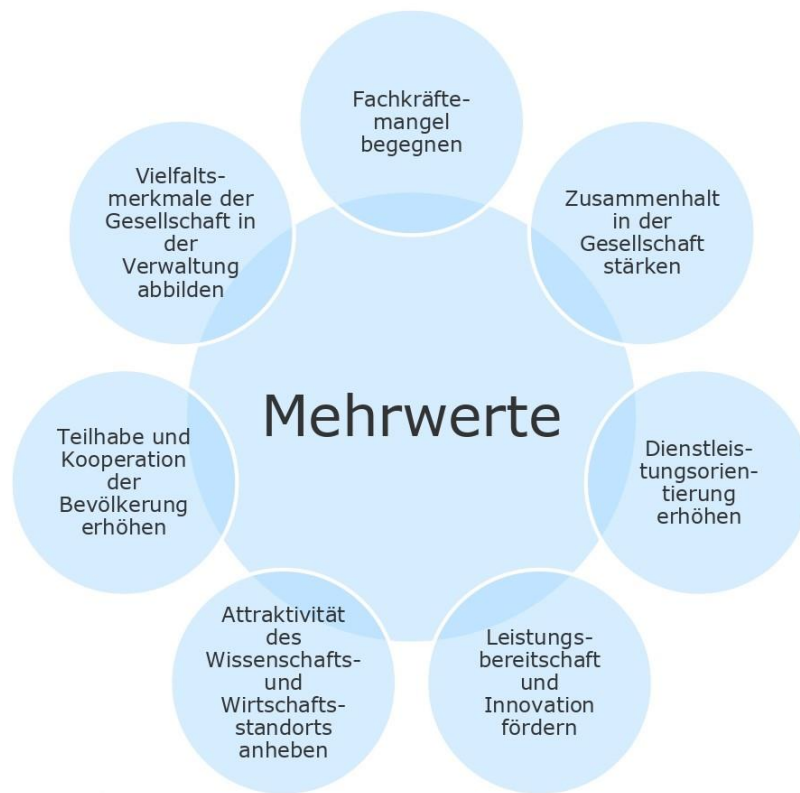 Fachkräfte-
mangel
begegnen
Zusammenhalt
in der
Gesellschaft
stärken
Dienstleis-
tungsorien-
tierung
erhöhen
Leistungs-
bereitschaft
und
Innovation
fördern
Attraktivität
des
Wissenschafts-
und
Wirtschafts-
standorts
anheben
Teilhabe und
Kooperation
der
Bevölkerung
erhöhen
Vielfalts-
merkmale der
Gesellschaft in
der
Verwaltung
abbilden
Mehrwerte